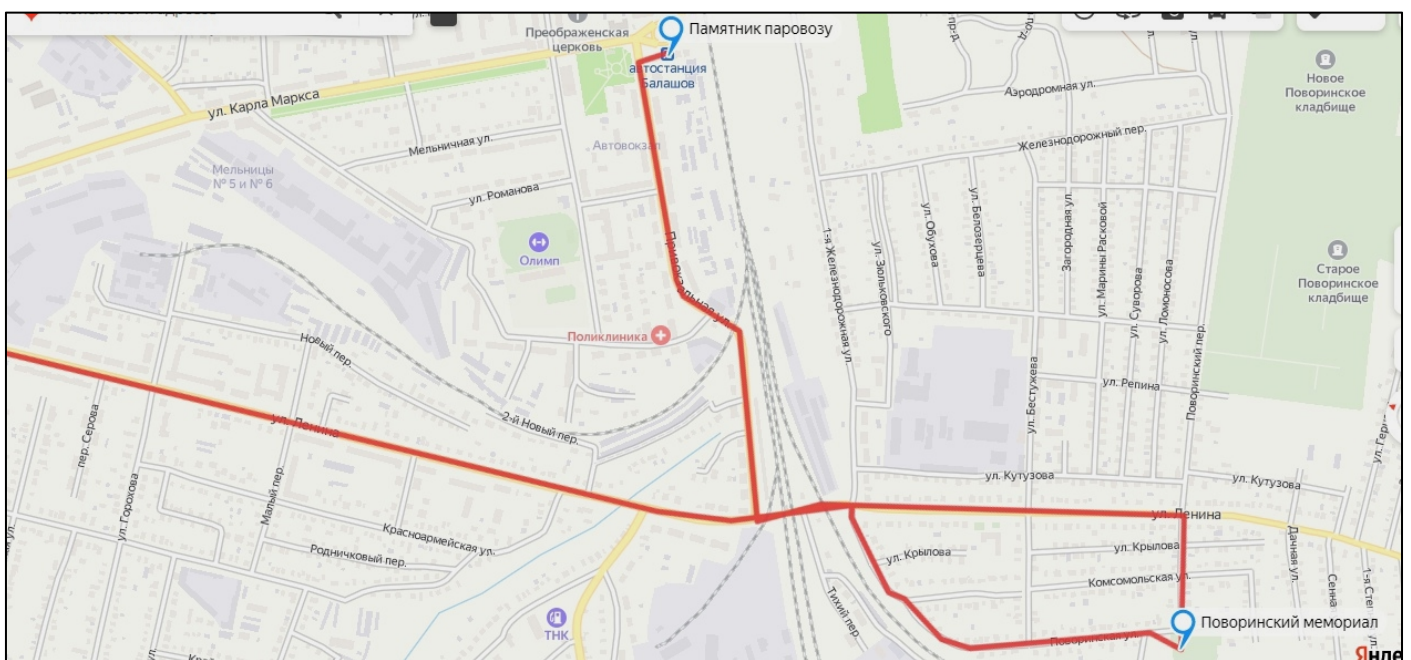 Памятник паровозу
Преображенская
церковь
автостанция
Балашов
ул. Карла Маркса
Мельничная ул.
Автовокзал
Мельницы
№ 5 и № 6
ул. Романова
Олимп
Привокзальная ул.
Поликлиника
Новый пер.
2-й Новый пер.
ул. Ленина
пер. Серова
ул. Горохова
Малый пер.
Красноармейская ул.
Родничковый пер.
ТНК
Тихий пер.
Аэродромная ул.
Железнодорожный пер.
Новое
Поворинское
кладбище
Старое
Поворинское
кладбище
1-я Железнодорожная ул.
ул. Зюльковского
ул. Обухова
ул. Белозерцева
Загородная ул.
ул. Марины Расковой
ул. Суворова
ул. Ломоносова
Поворинский пер.
ул. Бестужева
ул. Репина
ул. Кутузова
ул. Кутузова
ул. Ленина
ул. Крылова
ул. Крылова
Комсомольская ул.
Дачная ул.
Поворинская ул.
Поворинский мемориал